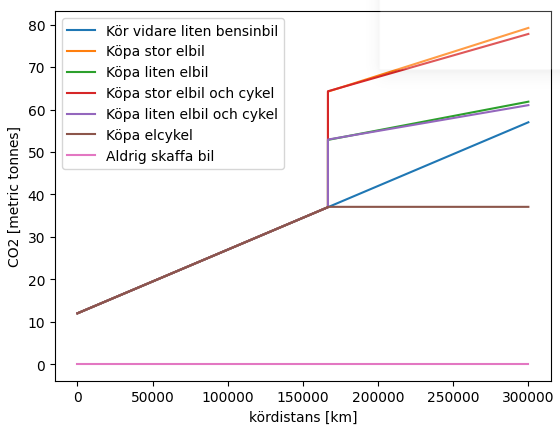 Kör vidare liten bensinbil
Köpa stor elbil
Köpa liten elbil
Köpa stor elbil och cykel
Köpa liten elbil och cykel
Köpa elcykel
Aldrig skaffa bil
CO2 [metric tonnes]
80
70
60
50
40
30
20
10
0
0 50000 100000 150000 200000 250000 300000
kördistans [km]